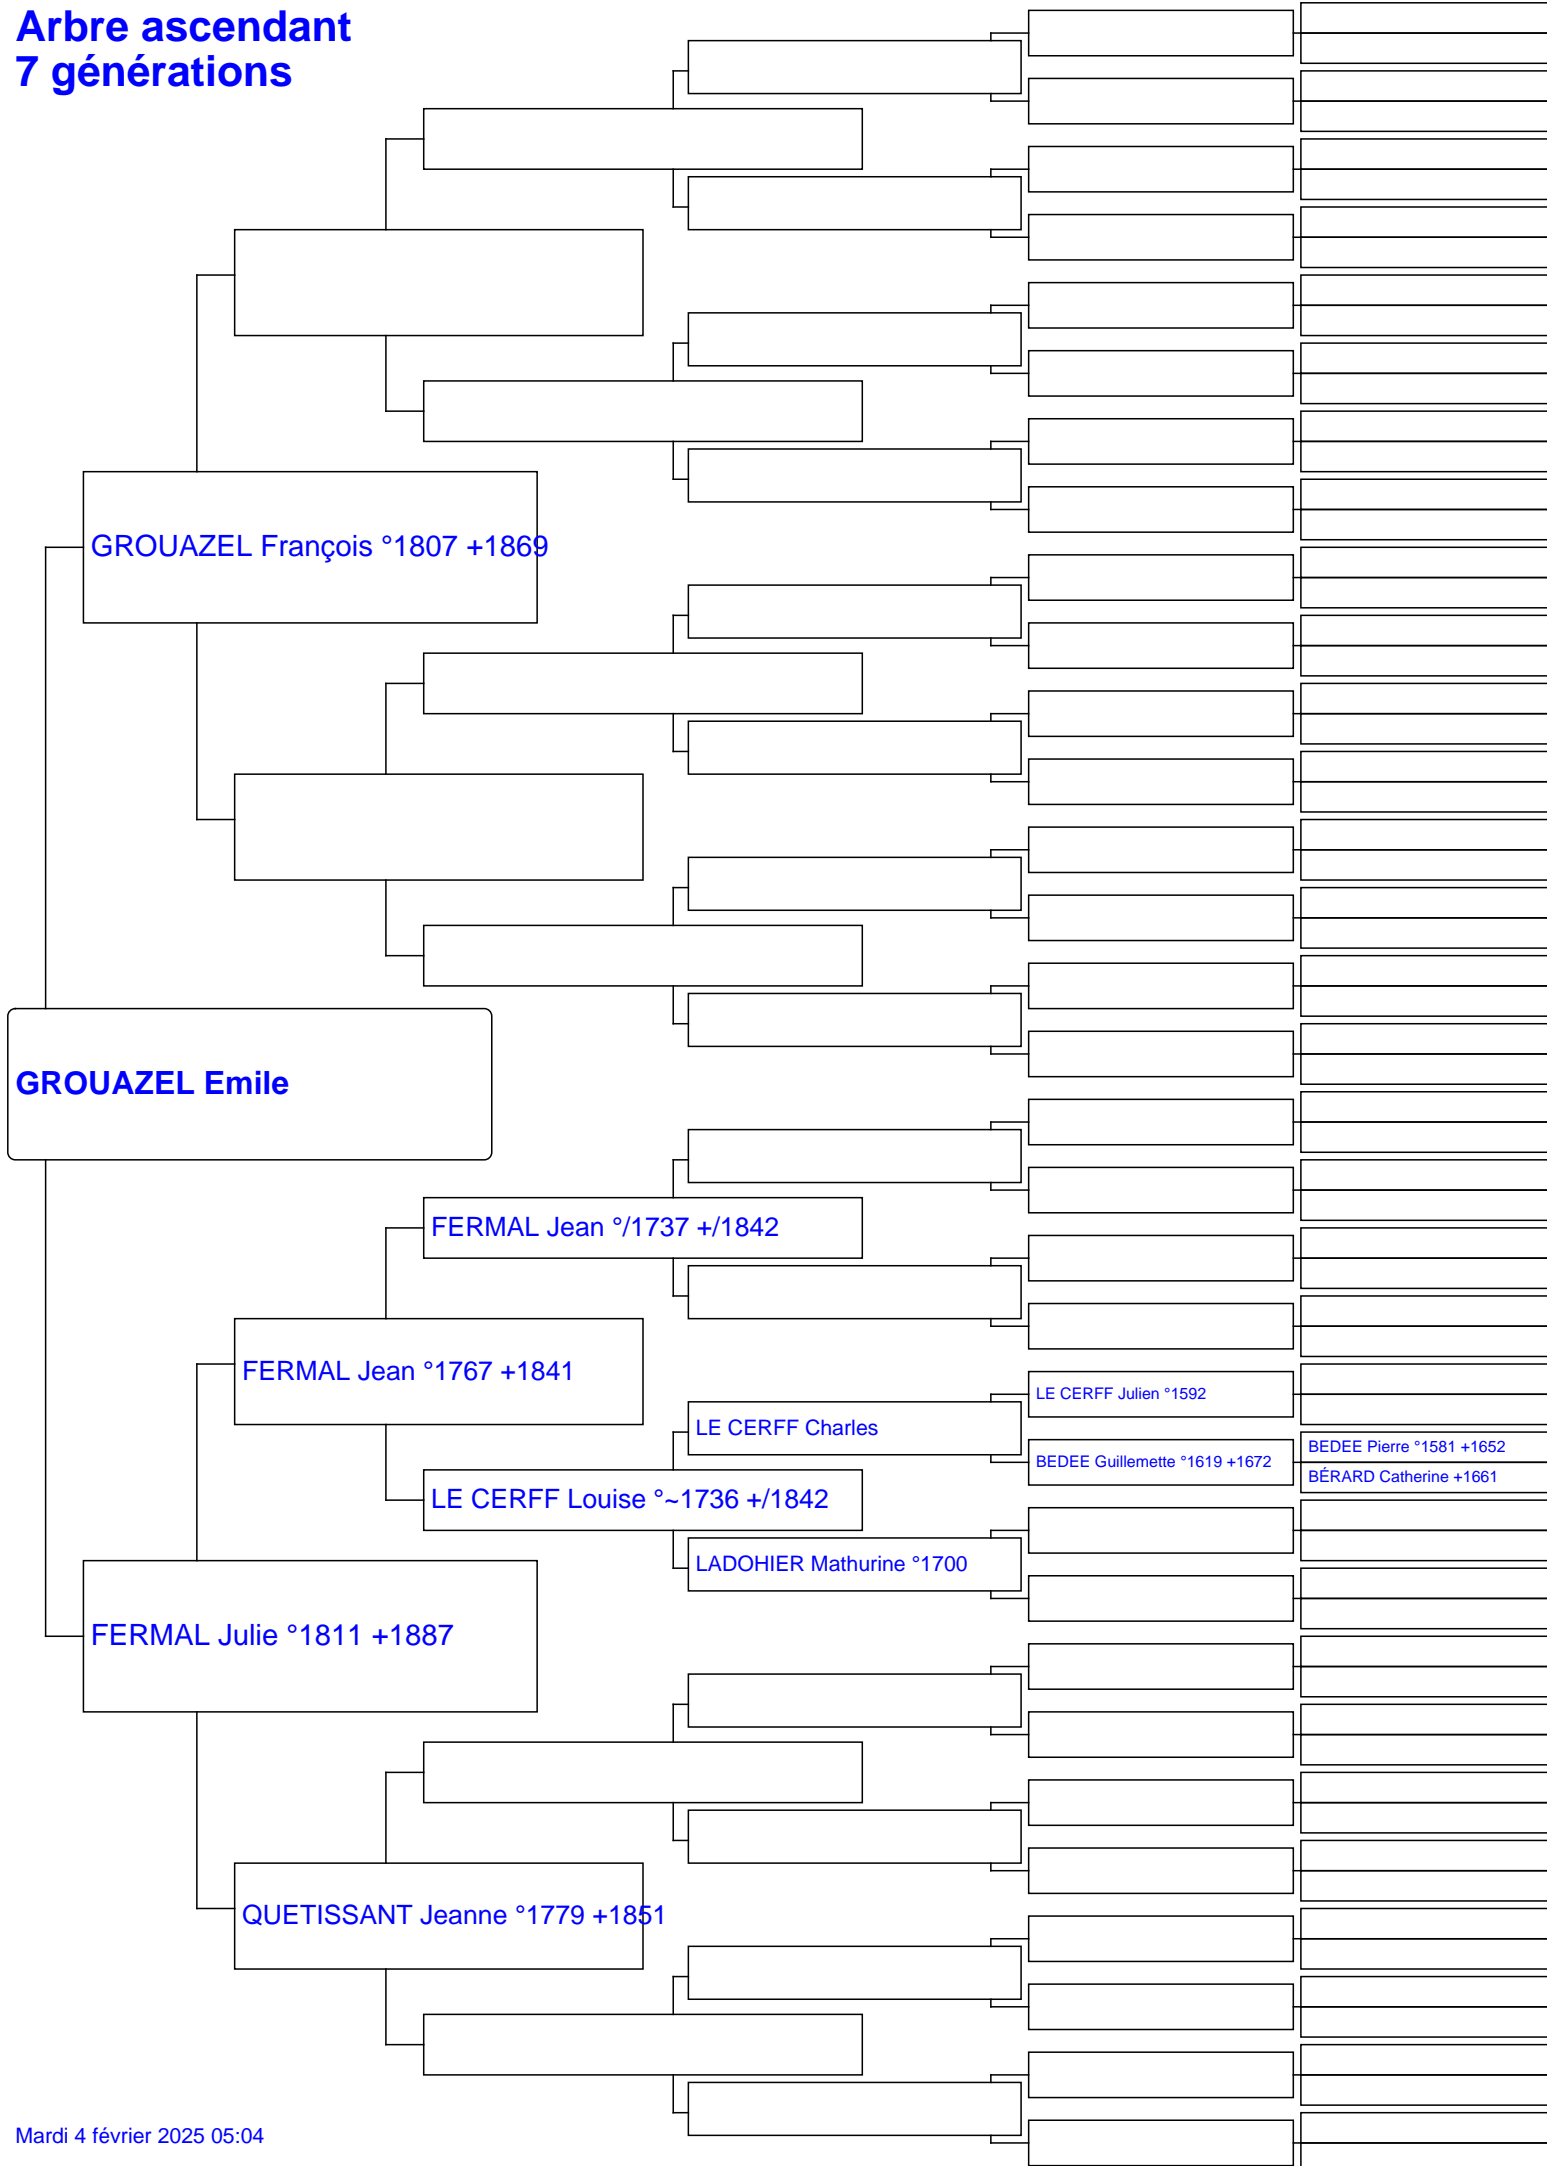 Arbre ascendant
7 générations
GROUAZEL François °1807 +1869
GROUAZEL Emile
FERMAL Jean °/1737 +/1842
FERMAL Jean °1767 +1841
LE CERFF Julien °1592
LE CERFF Charles
BEDEE Pierre °1581 +1652
BEDEE Guillemette °1619 +1672
BÉRARD Catherine +1661
LE CERFF Louise °~1736 +/1842
LADOHIER Mathurine °1700
FERMAL Julie °1811 +1887
QUETISSANT Jeanne °1779 +1851
Mardi 4 février 2025 05:04